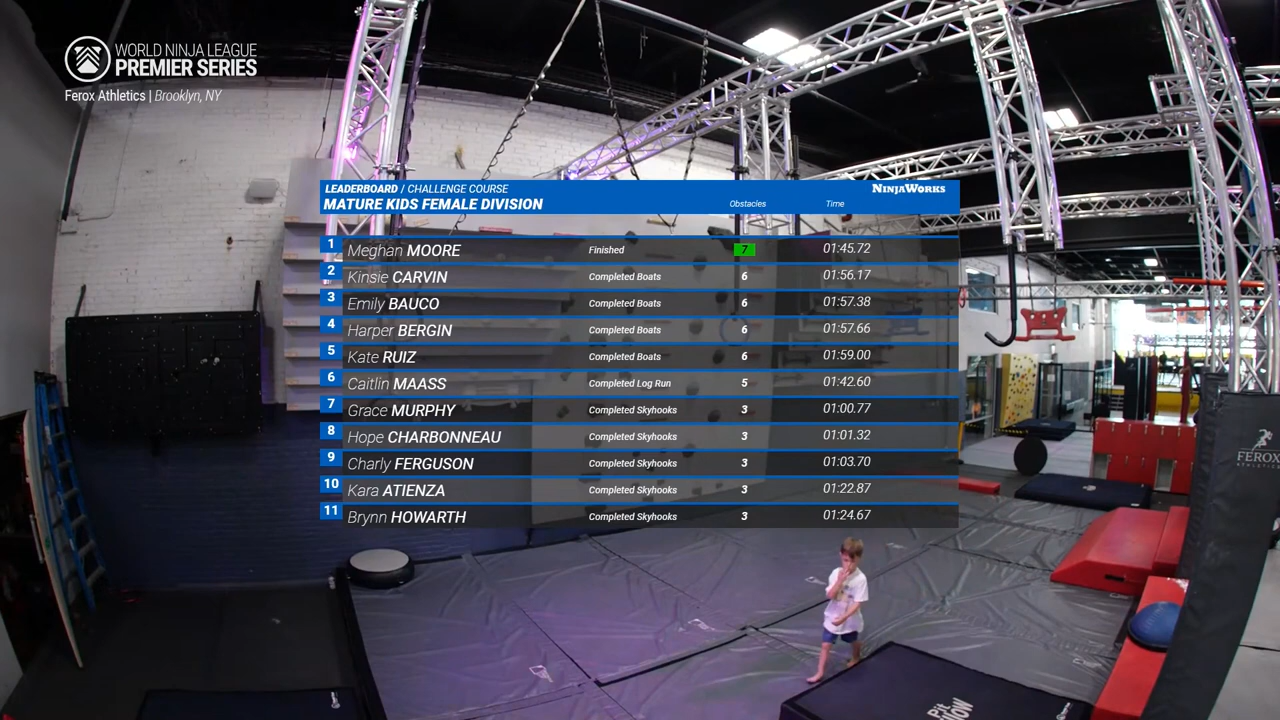 WORLD NINJA LEAGUE
PREMIER SERIES
Ferox Athletics | Brooklyn, NY
LEADERBOARD / CHALLENGE COURSE
NINJAWORKS
MATURE KIDS FEMALE DIVISION Obstacles Time
1 Meghan MOORE Finished 7 01:45.72
2 Kinsie CARVIN Completed Boats 6 01:56.17
3 Emily BAUCO Completed Boats 6 01:57.38
4 Harper BERGIN Completed Boats 6 01:57.66
5 Kate RUIZ Completed Boats 6 01:59.00
6 Caitlin MAASS Completed Log Run 5 01:42.60
7 Grace MURPHY Completed Skyhooks 3 01:00.77
8 Hope CHARBONNEAU Completed Skyhooks 3 01:01.32
9 Charly FERGUSON Completed Skyhooks 3 01:03.70
10 Kara ATIENZA Completed Skyhooks 3 01:22.87
11 Brynn HOWARTH Completed Skyhooks 3 01:24.67
FEROX
ATHLETICS
Pit